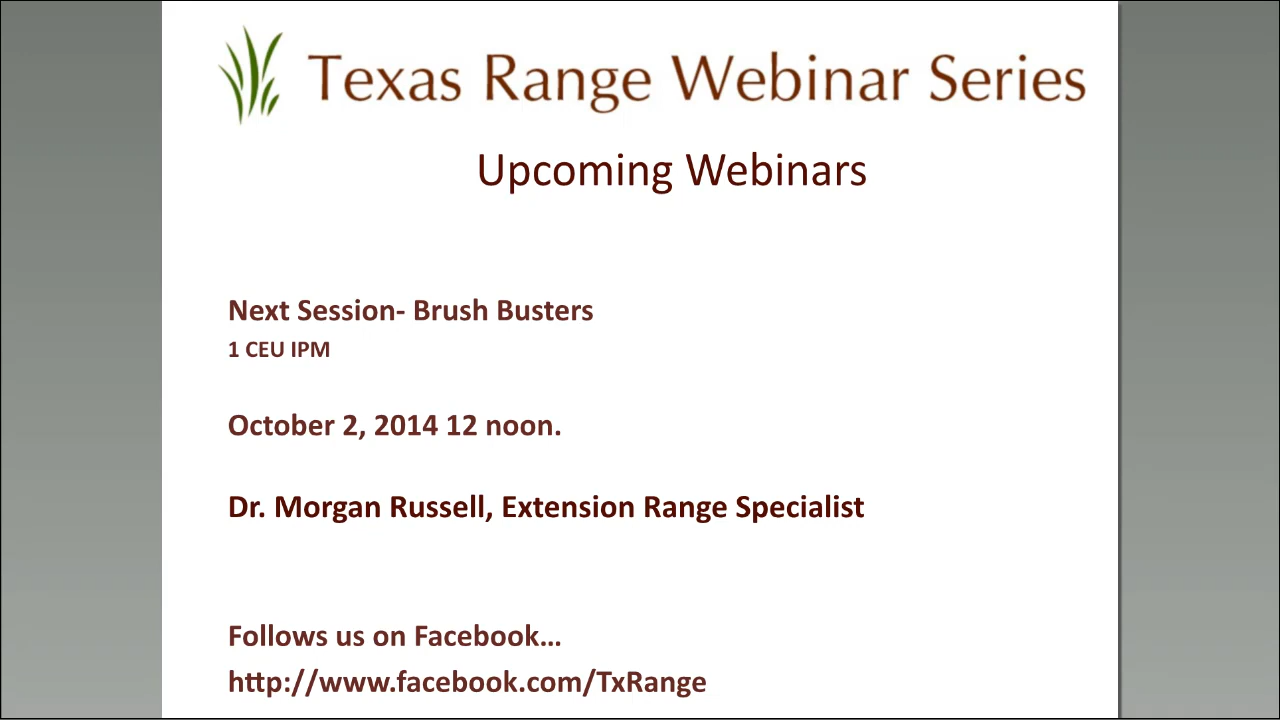 Texas Range Webinar Series
Upcoming Webinars
Next Session- Brush Busters
1 CEU IPM
October 2, 2014 12 noon.
Dr. Morgan Russell, Extension Range Specialist
Follows us on Facebook…
http://www.facebook.com/TxRange